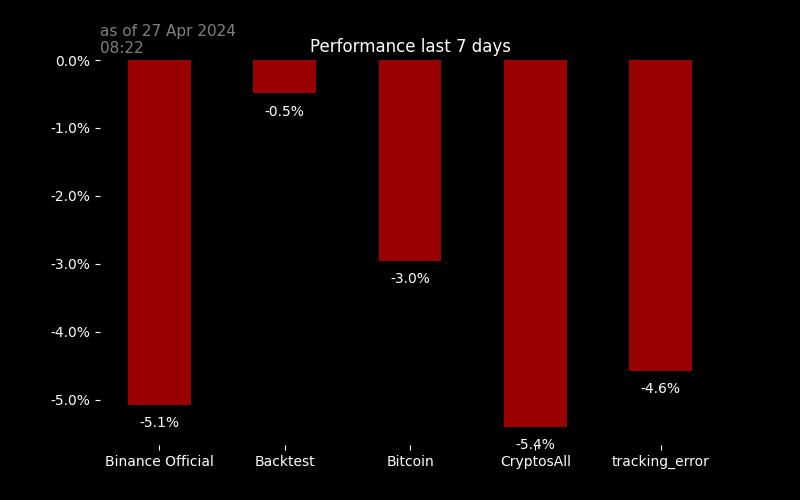 as of 27 Apr 2024
08:22
Performance last 7 days
0.0%
-1.0%
-2.0%
-3.0%
-4.0%
-5.0%
-5.1%
-0.5%
-3.0%
-5.4%
-4.6%
Binance Official
Backtest
Bitcoin
CryptosAll
tracking_error